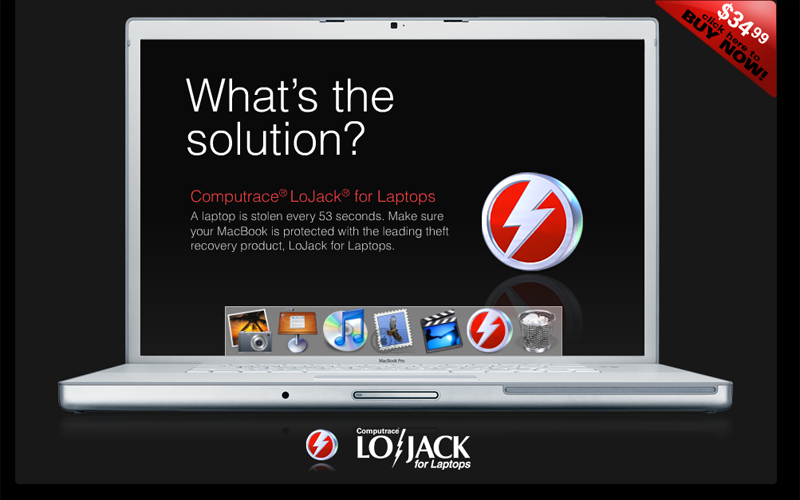 $34.99
click here to
BUY NOW!
What's the
solution?
Computrace® LoJack® for Laptops
A laptop is stolen every 53 seconds. Make sure
your MacBook is protected with the leading theft
recovery product, LoJack for Laptops.
MacBook Pro
Computrace
LOJACK
for Laptops